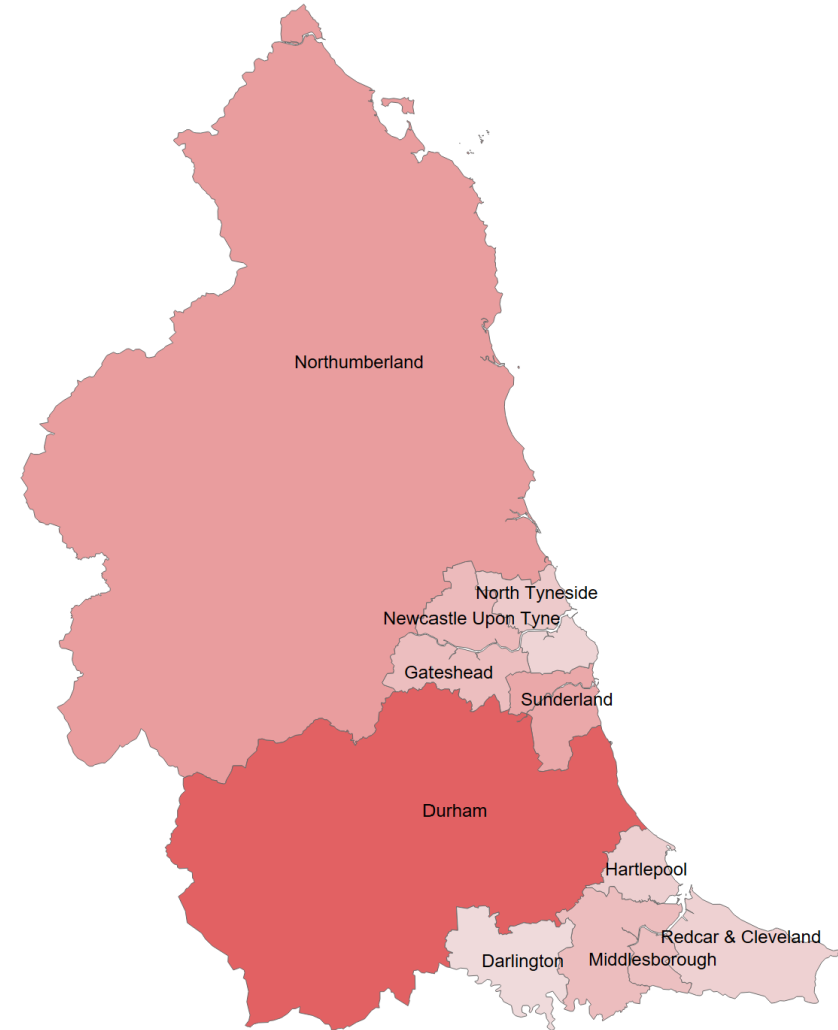 Northumberland
North Tyneside
Newcastle Upon Tyne
Gateshead
Sunderland
Durham
Hartlepool
Redcar & Cleveland
Middlesborough
Darlington